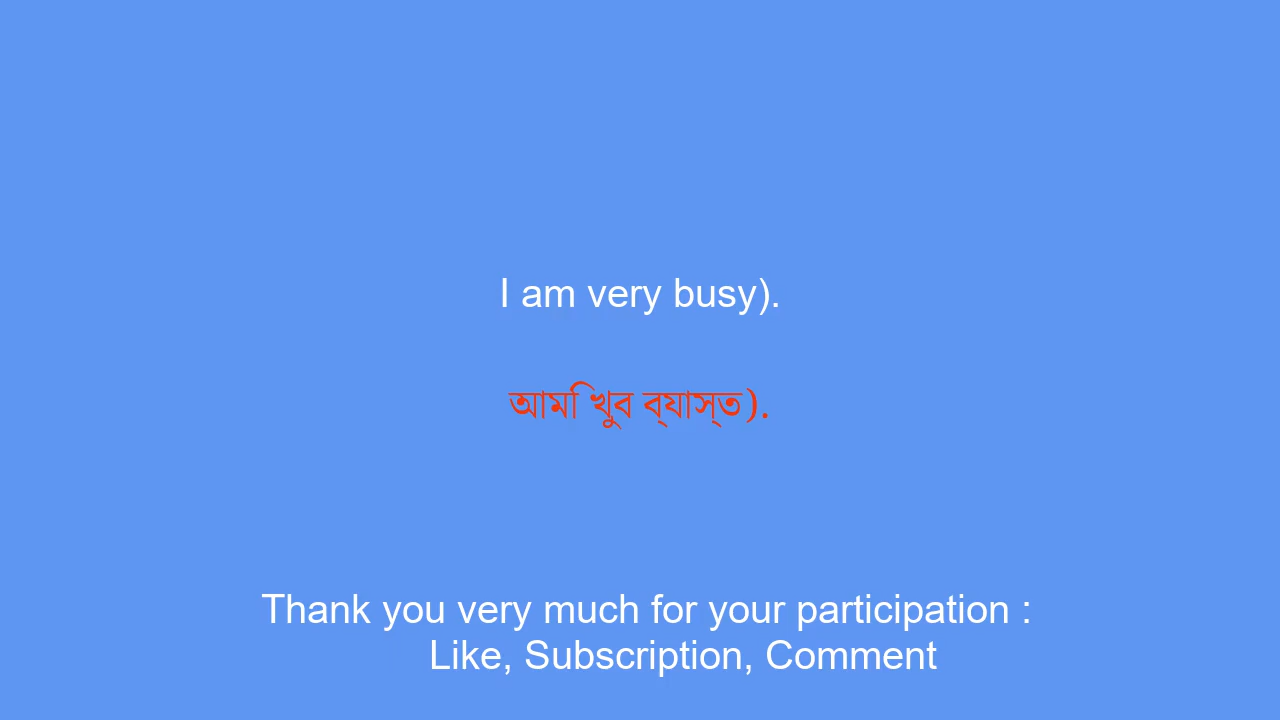 I am very busy).
আমি খুব ব্যাস্ত).
Thank you very much for your participation :
Like, Subscription, Comment